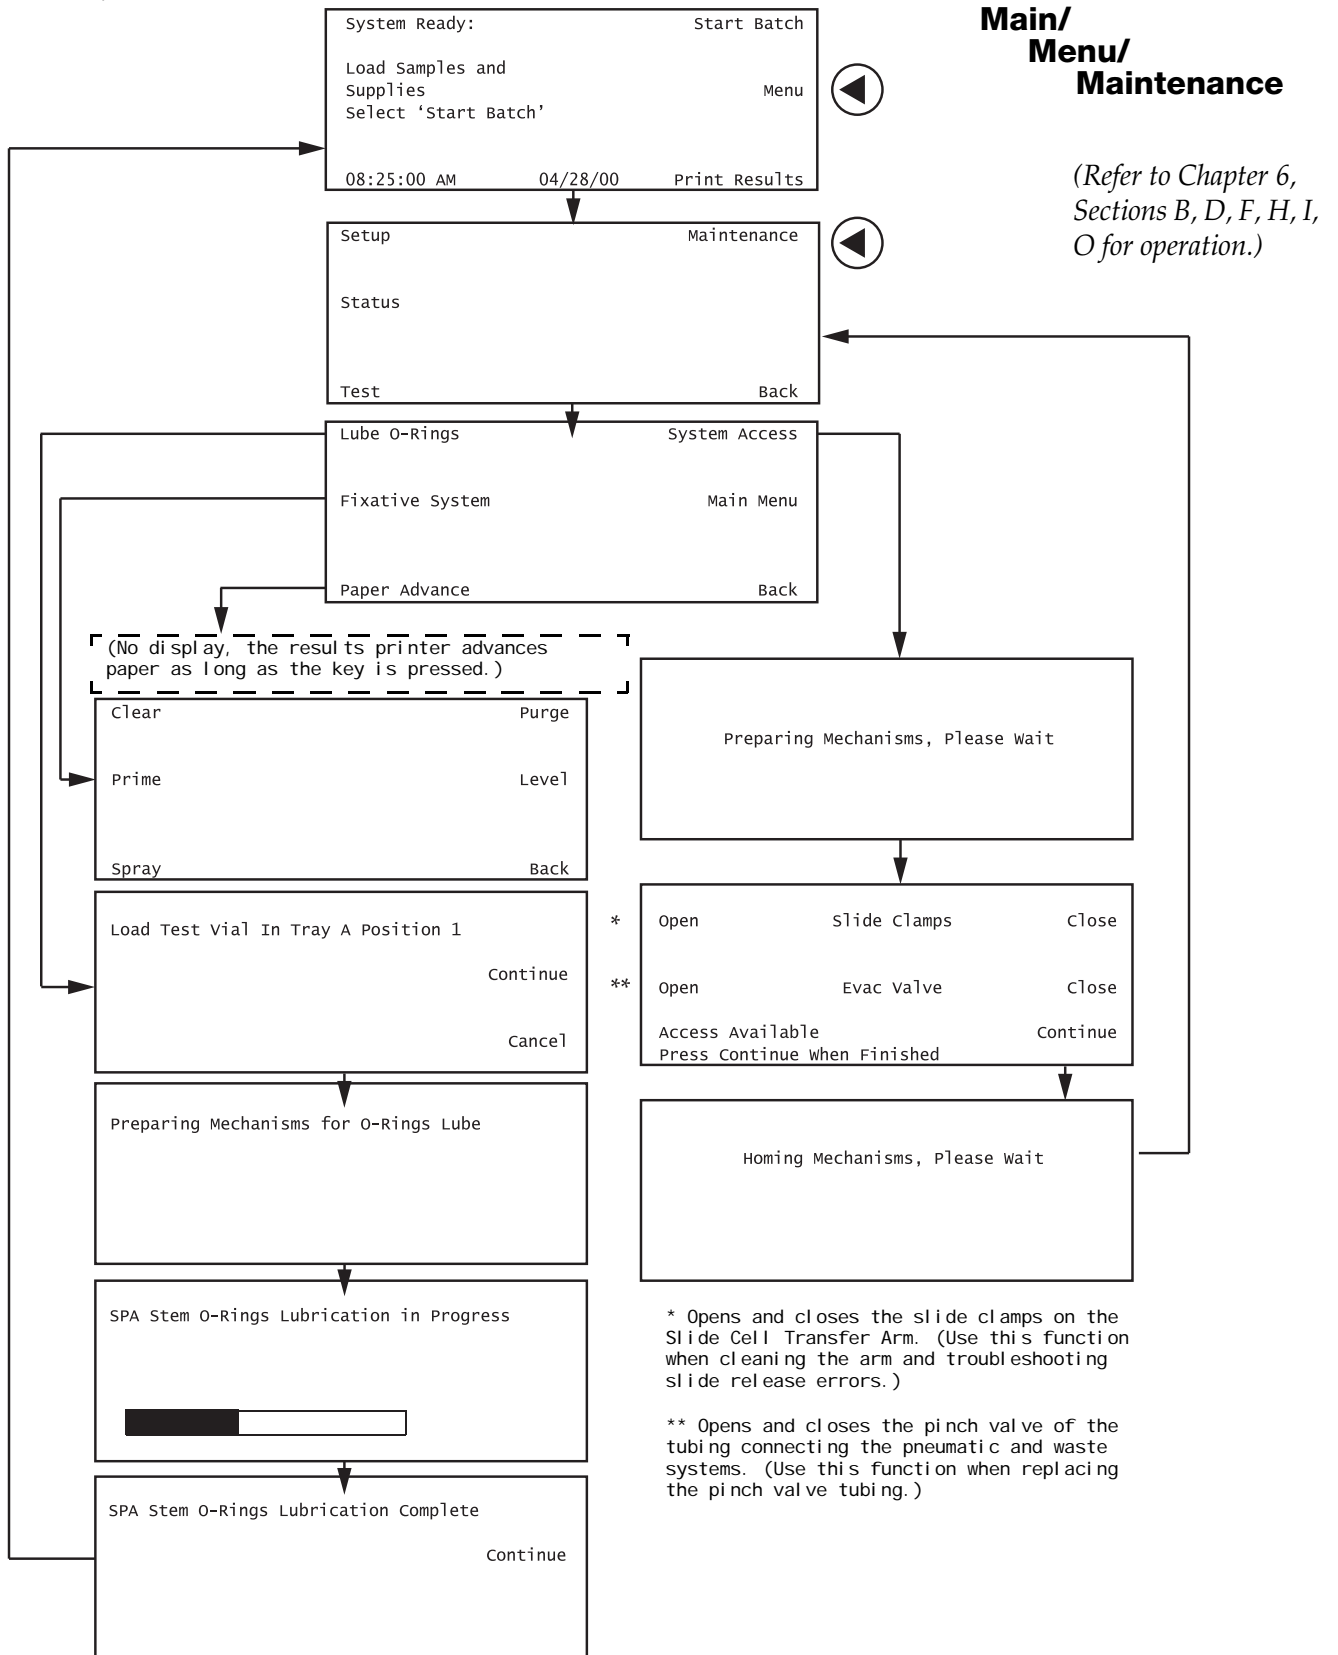 System Ready: Start Batch
Load Samples and
Supplies Menu
Select ‘Start Batch’
08:25:00 AM 04/28/00 Print Results
Main/
Menu/
Maintenance
(Refer to Chapter 6,
Sections B, D, F, H, I,
O for operation.)
Setup Maintenance
Status
Test Back
Lube O-Rings System Access
Fixative System Main Menu
Paper Advance Back
(No display, the results printer advances
paper as long as the key is pressed.)
Clear Purge
Prime Level
Spray Back
Load Test Vial In Tray A Position 1
Continue
Cancel
Preparing Mechanisms for O-Rings Lube
SPA Stem O-Rings Lubrication in Progress
SPA Stem O-Rings Lubrication Complete
Continue
Preparing Mechanisms, Please Wait
* Open Slide Clamps Close
** Open Evac Valve Close
Access Available Continue
Press Continue When Finished
Homing Mechanisms, Please Wait
* Opens and closes the slide clamps on the
Slide Cell Transfer Arm. (Use this function
when cleaning the arm and troubleshooting
slide release errors.)
** Opens and closes the pinch valve of the
tubing connecting the pneumatic and waste
systems. (Use this function when replacing
the pinch valve tubing.)